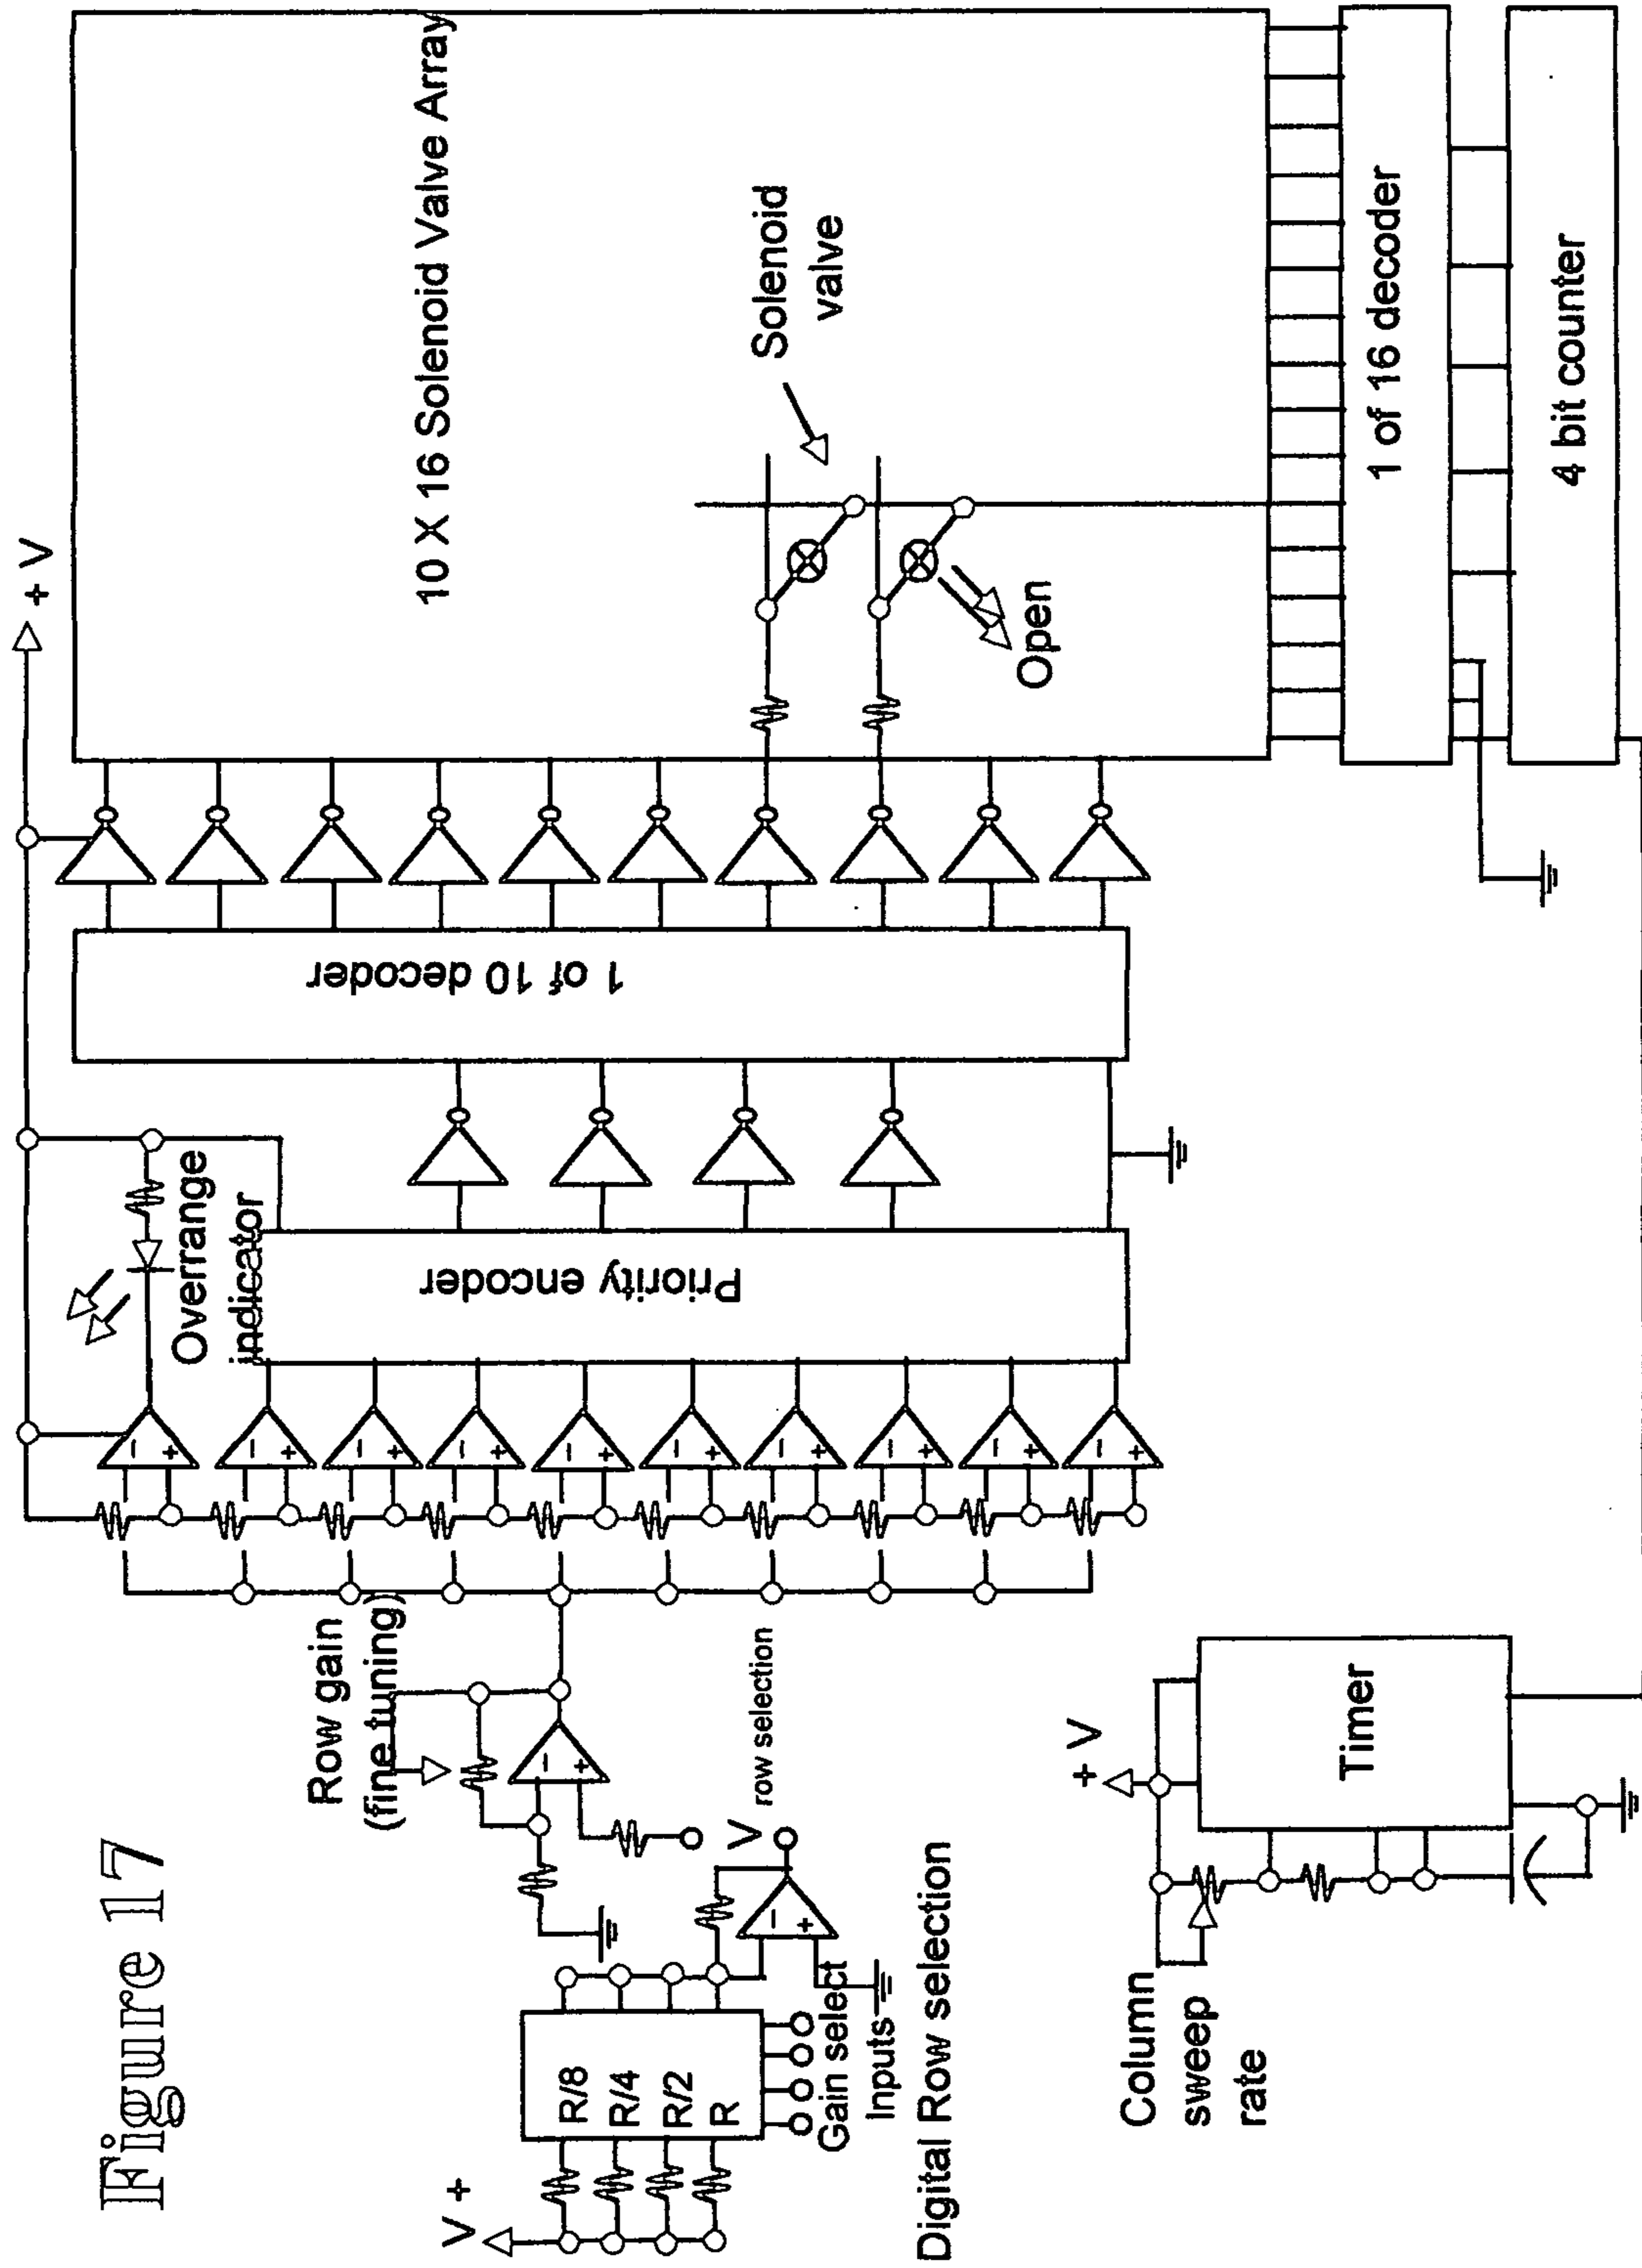 Figure 17
+ V
10 X 16 Solenoid Valve Array
Solenoid
valve
Open
1 of 16 decoder
4 bit counter
1 of 10 decoder
Overrange
indicator
Priority encoder
Row gain
(fine tuning)
V row selection
V +
R/8
R/4
R/2
R
Gain select
Inputs
Digital Row selection
+ V
Timer
Column
sweep
rate